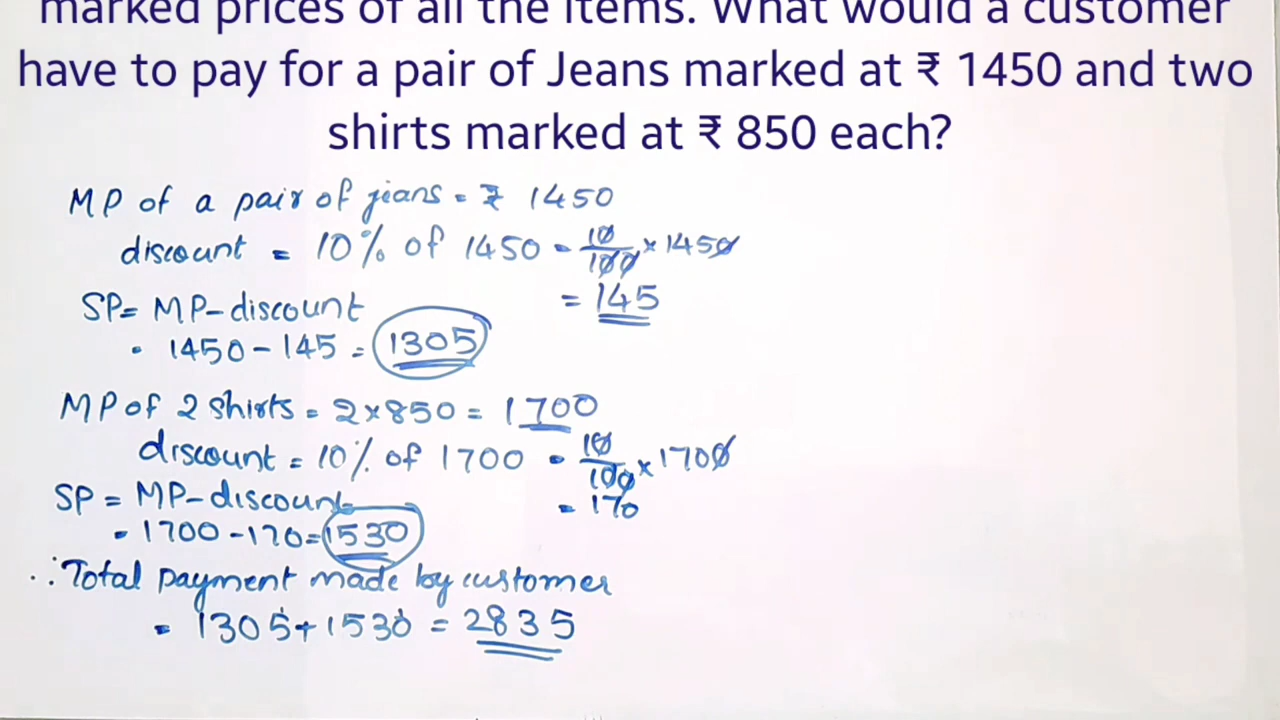 marked prices of all the items. What would a customer
have to pay for a pair of Jeans marked at ₹ 1450 and two
shirts marked at ₹ 850 each?
MP of a pair of jeans = ₹ 1450
discount = 10% of 1450 = 10/100 × 1450
= 145
SP = MP - discount
= 1450 - 145 = 1305
MP of 2 shirts = 2 × 850 = 1700
discount = 10% of 1700 = 10/100 × 1700
= 170
SP = MP - discount
= 1700 - 170 = 1530
∴ Total payment made by customer
= 1305 + 1530 = 2835